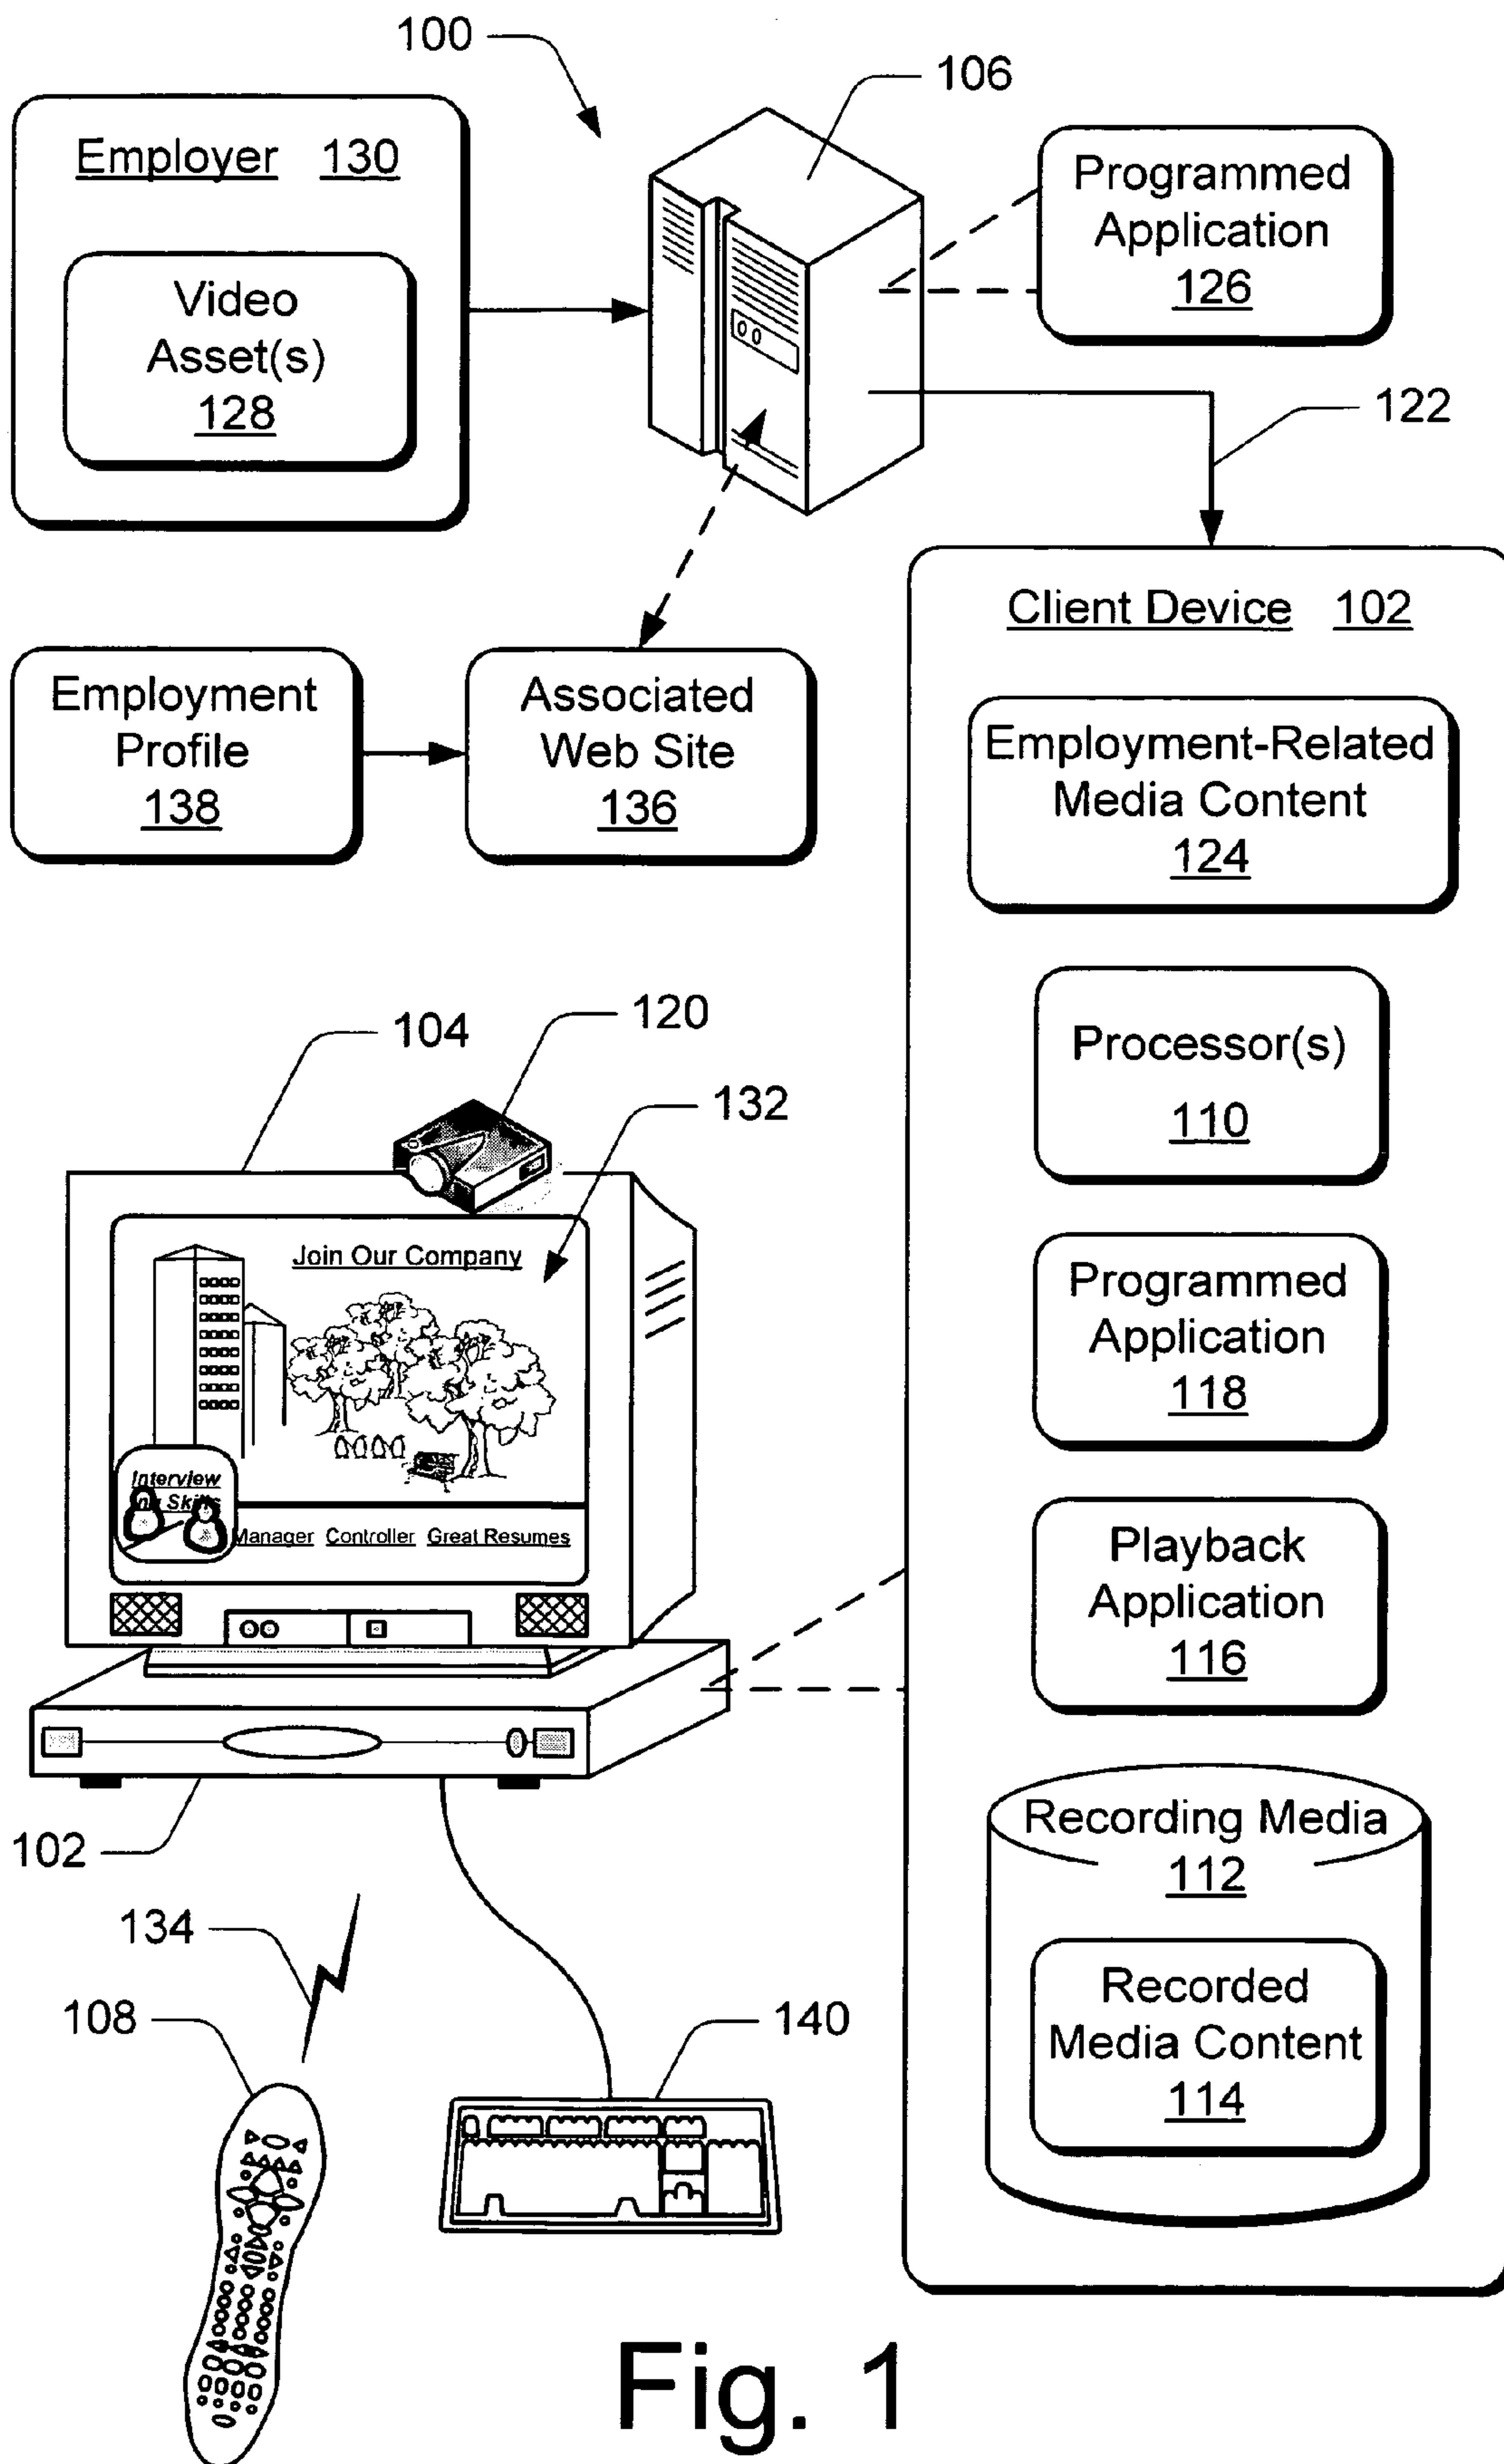 100
106
Employer 130
Video
Asset(s)
128
Programmed
Application
126
122
Client Device 102
Employment
Profile
138
Associated
Web Site
136
Employment-Related
Media Content
124
Processor(s)
110
Programmed
Application
118
Playback
Application
116
Recording Media
112
Recorded
Media Content
114
104
120
132
Join Our Company
Interview
Manager Controller Great Resumes
102
134
108
140
Fig. 1